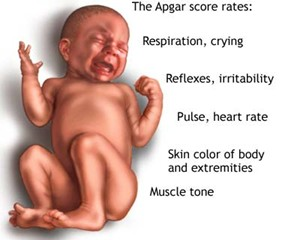 The Apgar score rates:
Respiration, crying
Reflexes, irritability
Pulse, heart rate
Skin color of body
and extremities
Muscle tone